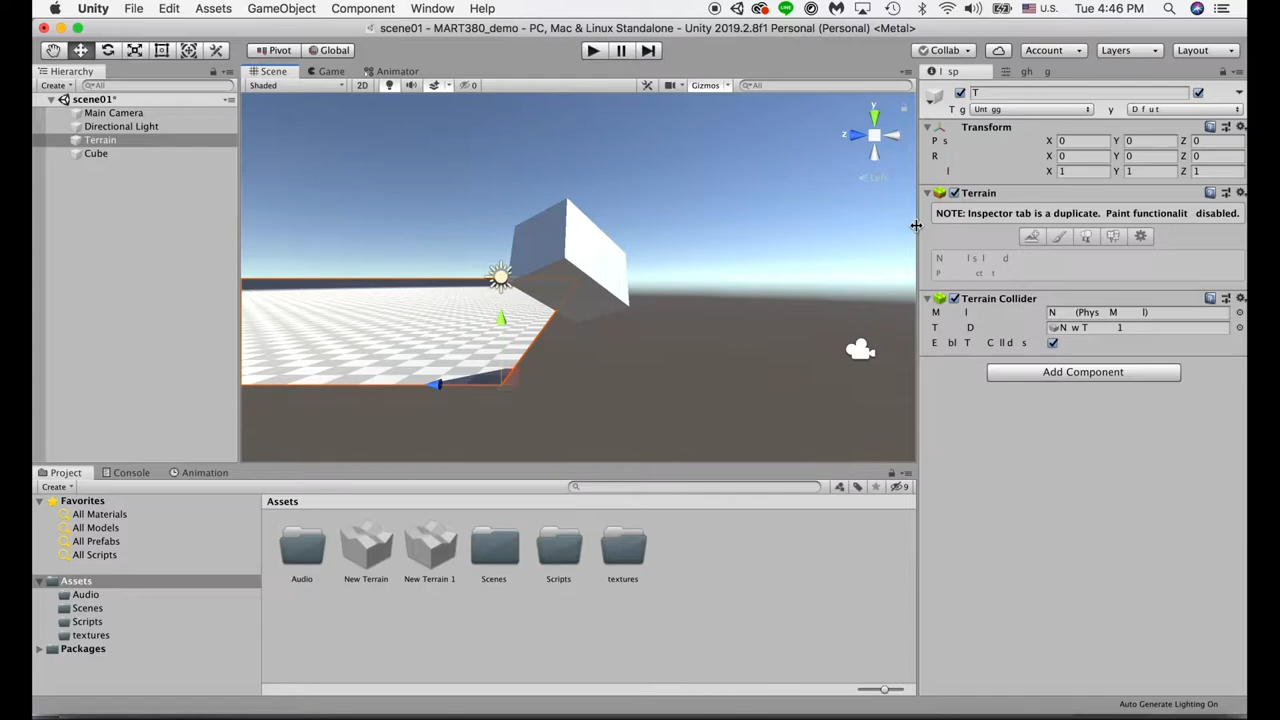 Unity File Edit Assets GameObject Component Window Help U.S. Tue 4:46 PM
scene01 - MART380_demo - PC, Mac & Linux Standalone - Unity 2019.2.8f1 Personal (Personal) <Metal>
Pivot Global Collab Account Layers Layout
Hierarchy
Create All
scene01*
Main Camera
Directional Light
Terrain
Cube
Scene Game Animator
Shaded 2D 0 Gizmos All
y
z
Left
T
Transform
X 0 Y 0 Z 0
X 0 Y 0 Z 0
X 1 Y 1 Z 1
Terrain
NOTE: Inspector tab is a duplicate. Paint functionalit disabled.
Terrain Collider
Add Component
Project Console Animation
Create 9
Favorites
All Materials
All Models
All Prefabs
All Scripts
Assets
Audio
Scenes
Scripts
textures
Packages
Assets
Audio New Terrain New Terrain 1 Scenes Scripts textures
Auto Generate Lighting On